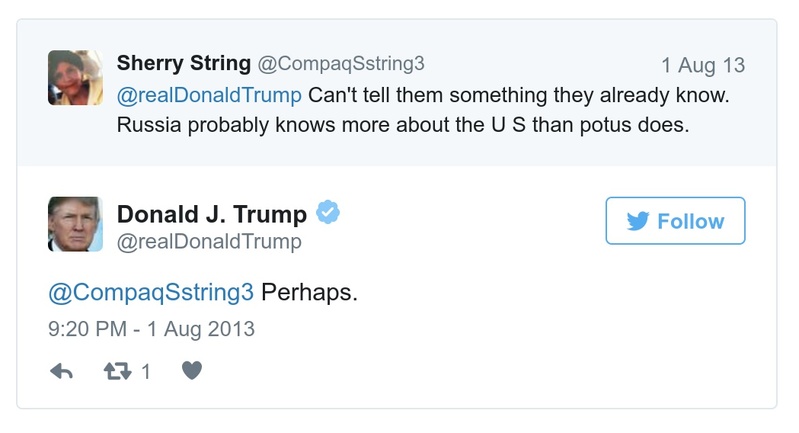 Sherry String @CompaqSstring3 1 Aug 13
@realDonaldTrump Can't tell them something they already know.
Russia probably knows more about the U S than potus does.
Donald J. Trump
@realDonaldTrump
Follow
@CompaqSstring3 Perhaps.
9:20 PM - 1 Aug 2013
1